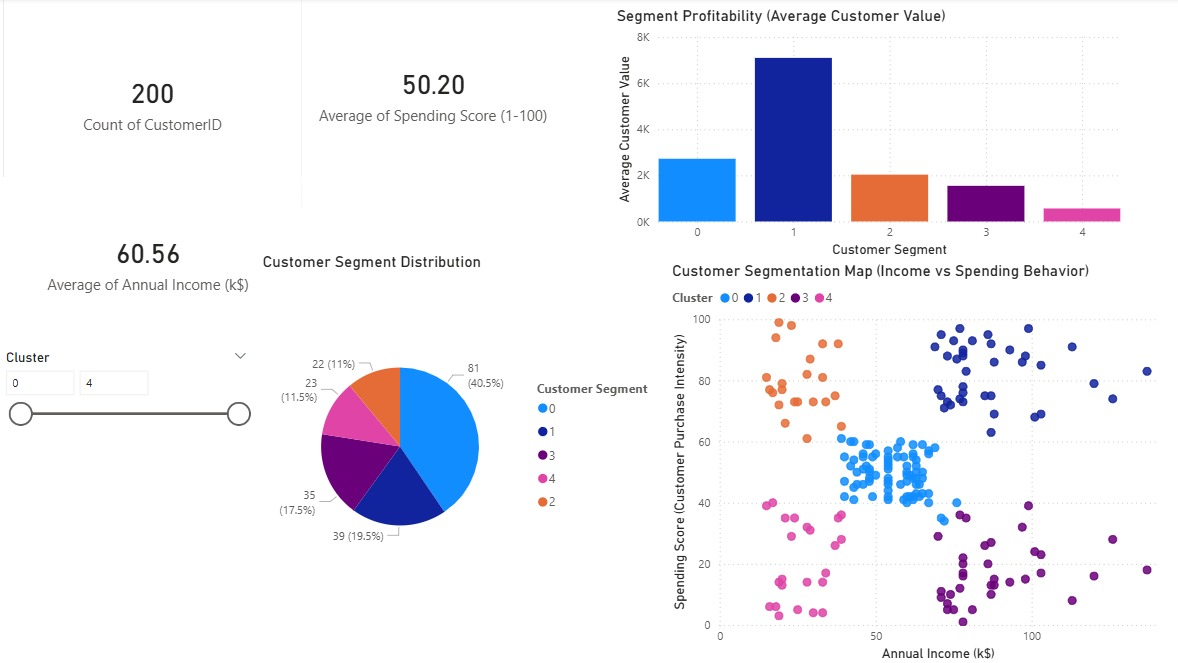 200
Count of CustomerID
50.20
Average of Spending Score (1-100)
60.56
Average of Annual Income (k$)
Cluster
0
4
Customer Segment Distribution
22 (11%)
23
(11.5%)
35
(17.5%)
39 (19.5%)
81
(40.5%)
Customer Segment
0
1
3
4
2
Segment Profitability (Average Customer Value)
Average Customer Value
8K
6K
4K
2K
0K
0 1 2 3 4
Customer Segment
Customer Segmentation Map (Income vs Spending Behavior)
Cluster 0 1 2 3 4
Spending Score (Customer Purchase Intensity)
100
80
60
40
20
0
0 50 100
Annual Income (k$)